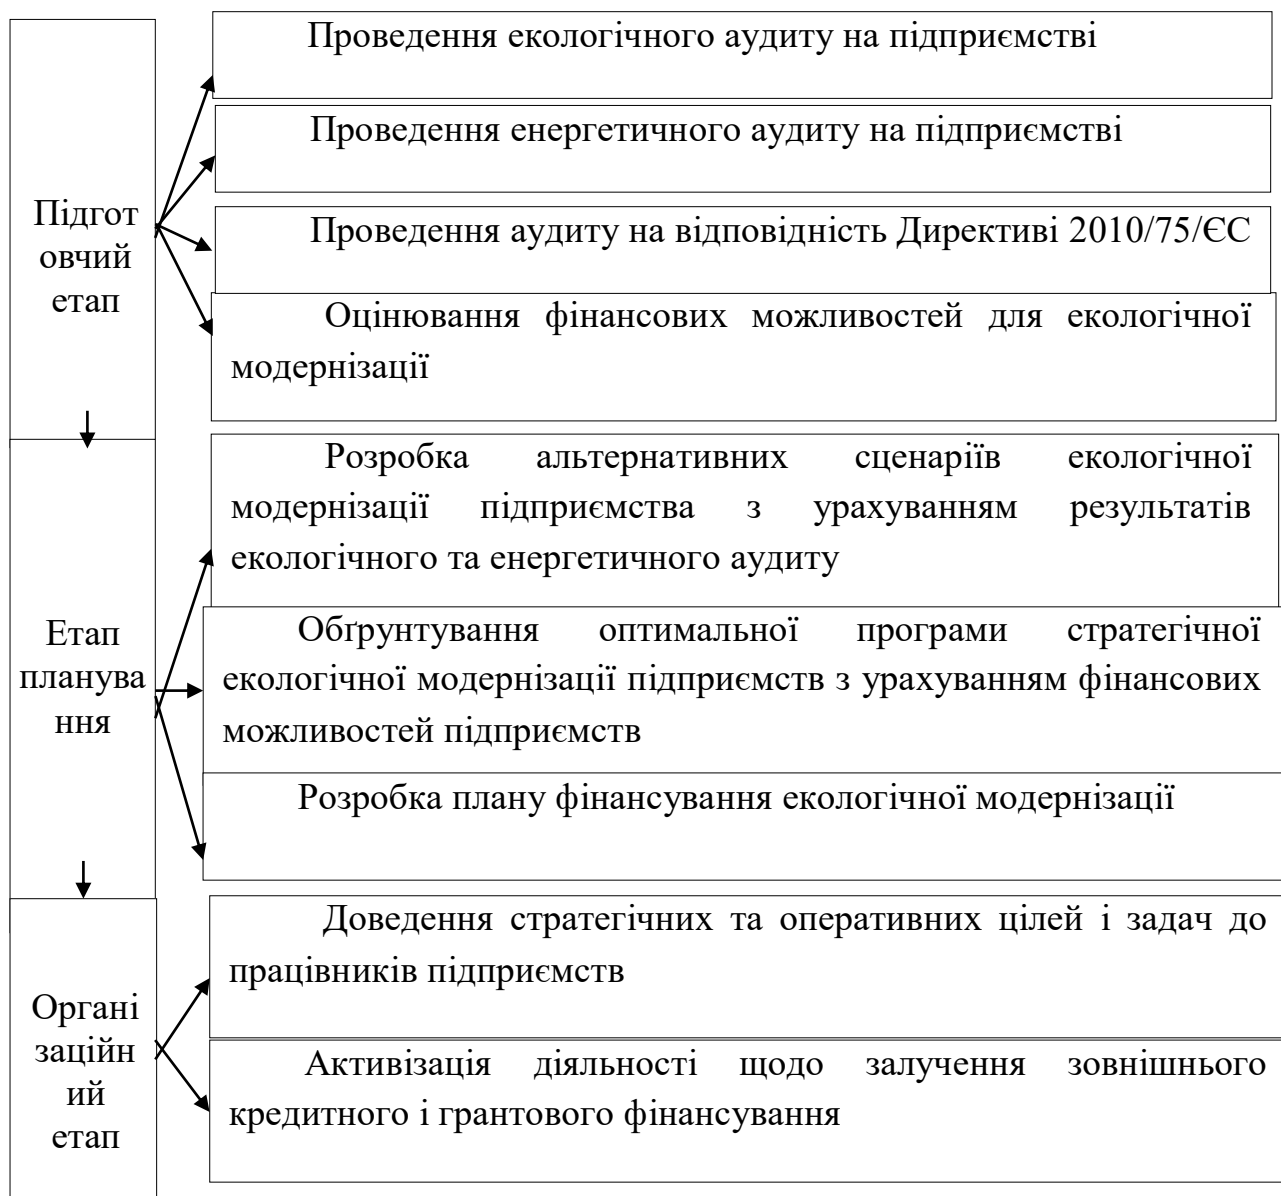 Проведення екологічного аудиту на підприємстві
Проведення енергетичного аудиту на підприємстві
Підгот
овчий
етап
Проведення аудиту на відповідність Директиві 2010/75/ЄС
Оцінювання фінансових можливостей для екологічної
модернізації
Розробка альтернативних сценаріїв екологічної
модернізації підприємства з урахуванням результатів
екологічного та енергетичного аудиту
Етап
планува
ння
Обґрунтування оптимальної програми стратегічної
екологічної модернізації підприємств з урахуванням фінансових
можливостей підприємств
Розробка плану фінансування екологічної модернізації
Доведення стратегічних та оперативних цілей і задач до
працівників підприємств
Органі
заційн
ий
етап
Активізація діяльності щодо залучення зовнішнього
кредитного і грантового фінансування